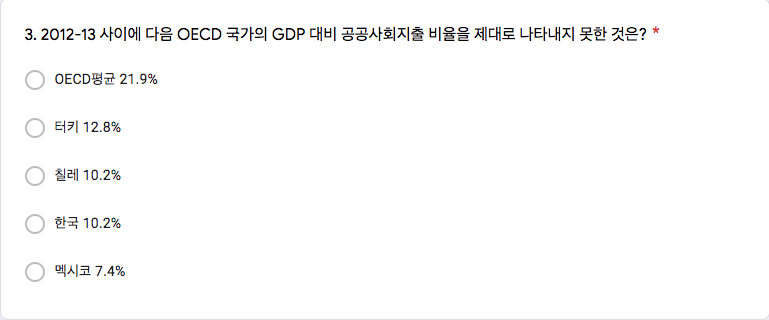 3. 2012-13 사이에 다음 OECD 국가의 GDP 대비 공공사회지출 비율을 제대로 나타내지 못한 것은? *
OECD평균 21.9%
터키 12.8%
칠레 10.2%
한국 10.2%
멕시코 7.4%